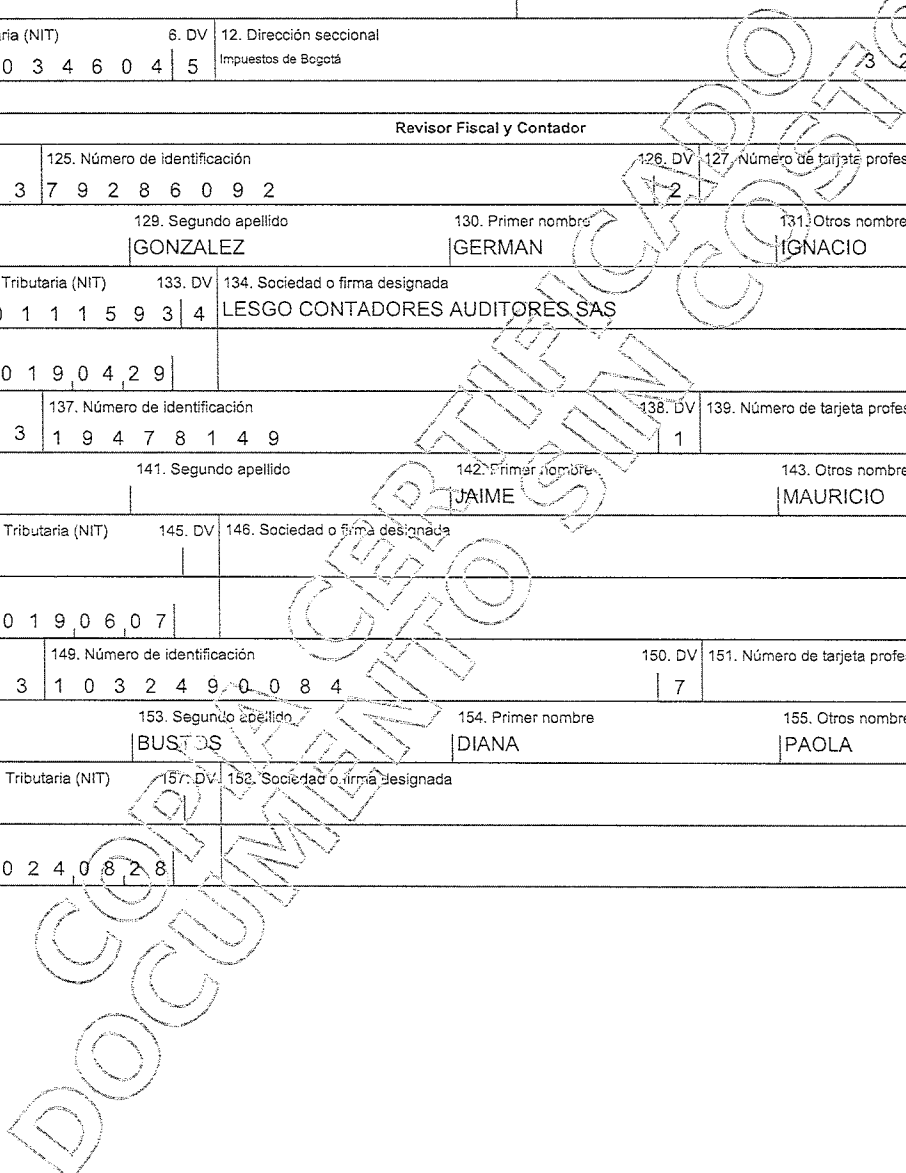 ria (NIT) 6. DV 12. Dirección seccional
0 3 4 6 0 4 5 Impuestos de Bogotá 3 2
Revisor Fiscal y Contador
125. Número de identificación 126. DV 127. Número de tarjeta profes
3 7 9 2 8 6 0 9 2 2
129. Segundo apellido 130. Primer nombre 131. Otros nombre
GONZALEZ GERMAN IGNACIO
Tributaria (NIT) 133. DV 134. Sociedad o firma designada
0 1 1 1 5 9 3 4 LESGO CONTADORES AUDITORES SAS
0 1 9 0 4 2 9
137. Número de identificación 138. DV 139. Número de tarjeta profes
3 1 9 4 7 8 1 4 9 1
141. Segundo apellido 142. Primer nombre 143. Otros nombre
JAIME MAURICIO
Tributaria (NIT) 145. DV 146. Sociedad o firma designada
0 1 9 0 6 0 7
149. Número de identificación 150. DV 151. Número de tarjeta profe
3 1 0 3 2 4 9 0 0 8 4 7
153. Segundo apellido 154. Primer nombre 155. Otros nombre
BUSTOS DIANA PAOLA
Tributaria (NIT) 157. DV 158. Sociedad o firma designada
0 2 4 0 8 2 8
COPIA CERTIFICADO
DOCUMENTO SIN COSTO